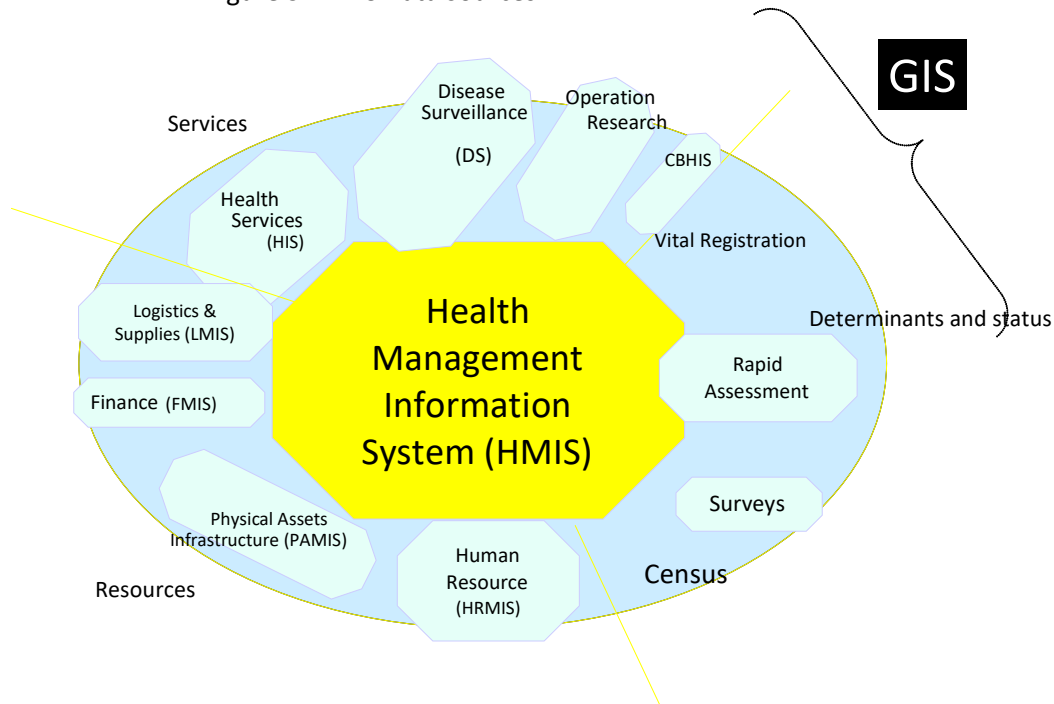 GIS
Services
Disease
Surveillance
(DS)
Operation
Research
CBHIS
Health
Services
(HIS)
Vital Registration
Logistics &
Supplies (LMIS)
Health
Management
Information
System (HMIS)
Determinants and status
Rapid
Assessment
Finance (FMIS)
Surveys
Physical Assets
Infrastructure (PAMIS)
Human
Resource
(HRMIS)
Census
Resources